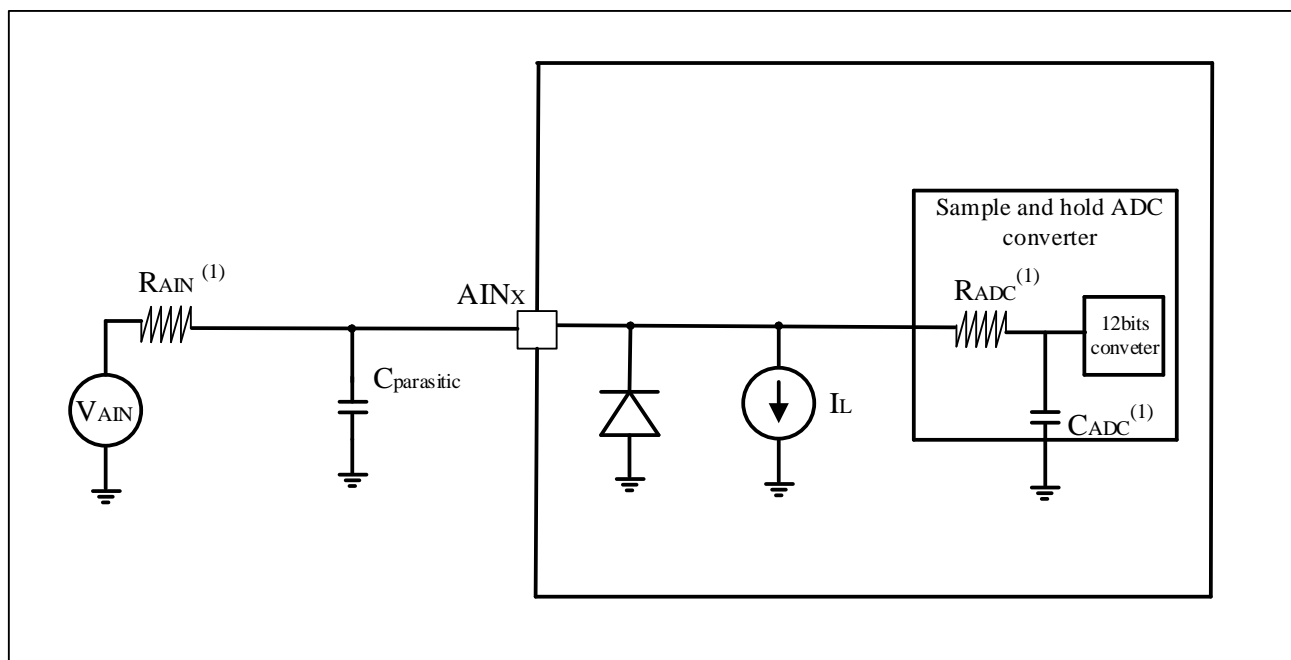 Sample and hold ADC
converter
RAIN (1)
AINX
RADC(1)
12bits
conveter
Cparasitic
VAIN
IL
CADC(1)